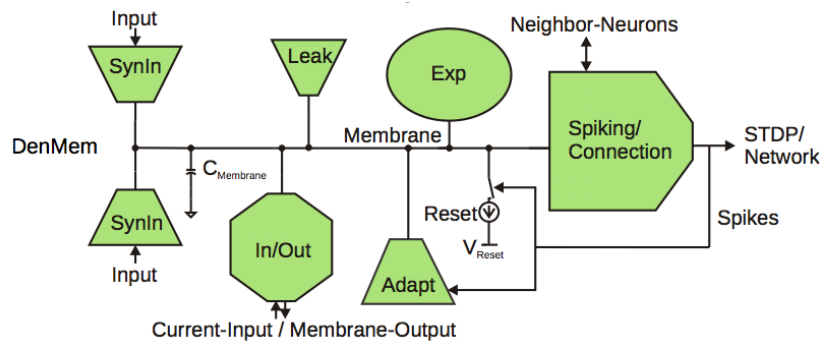 Input
Neighbor-Neurons
SynIn
Leak
Exp
Membrane
Spiking/
Connection
STDP/
Network
DenMem
CMembrane
SynIn
In/Out
Reset
VReset
Adapt
Spikes
Input
Current-Input / Membrane-Output